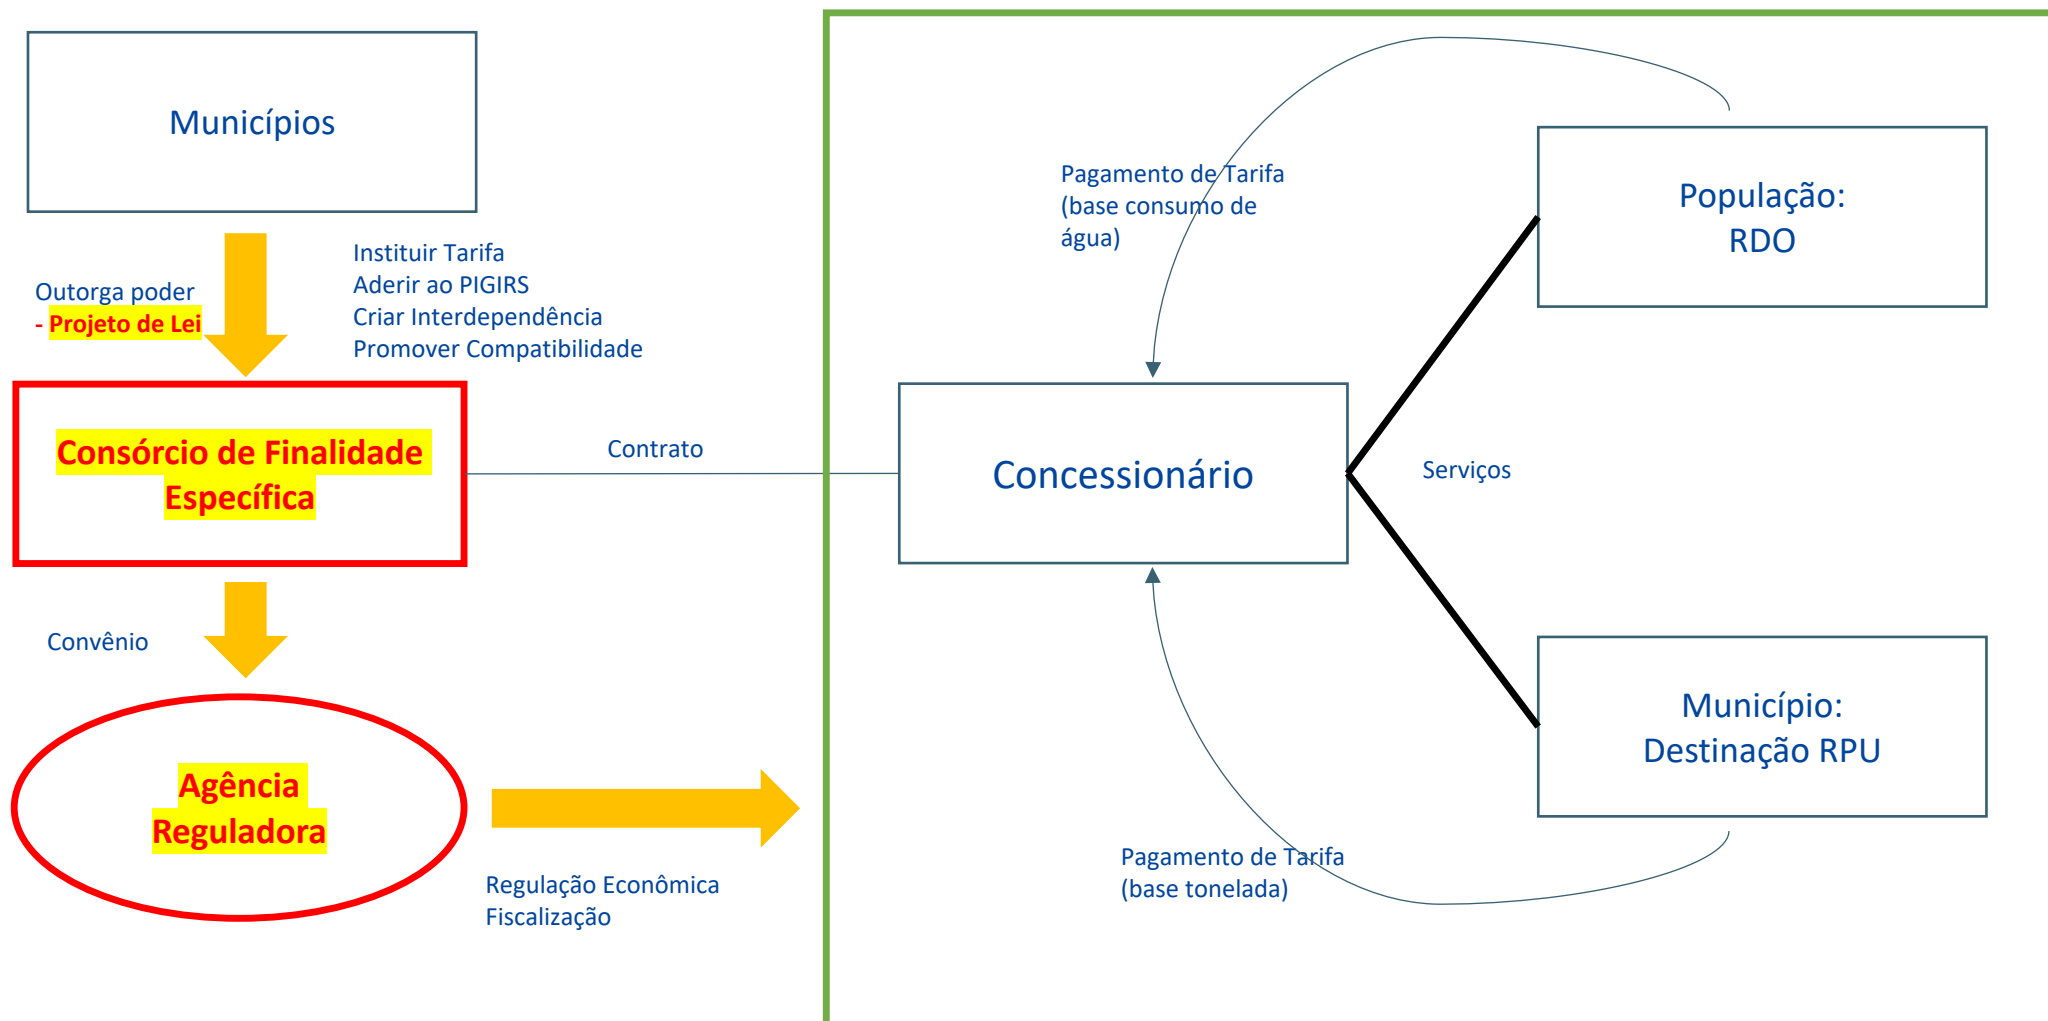 Municípios
Outorga poder
- Projeto de Lei
Instituir Tarifa
Aderir ao PIGIRS
Criar Interdependência
Promover Compatibilidade
Consórcio de Finalidade
Específica
Convênio
Agência
Reguladora
Regulação Econômica
Fiscalização
Contrato
Pagamento de Tarifa
(base consumo de
água)
Concessionário
Serviços
População:
RDO
Município:
Destinação RPU
Pagamento de Tarifa
(base tonelada)